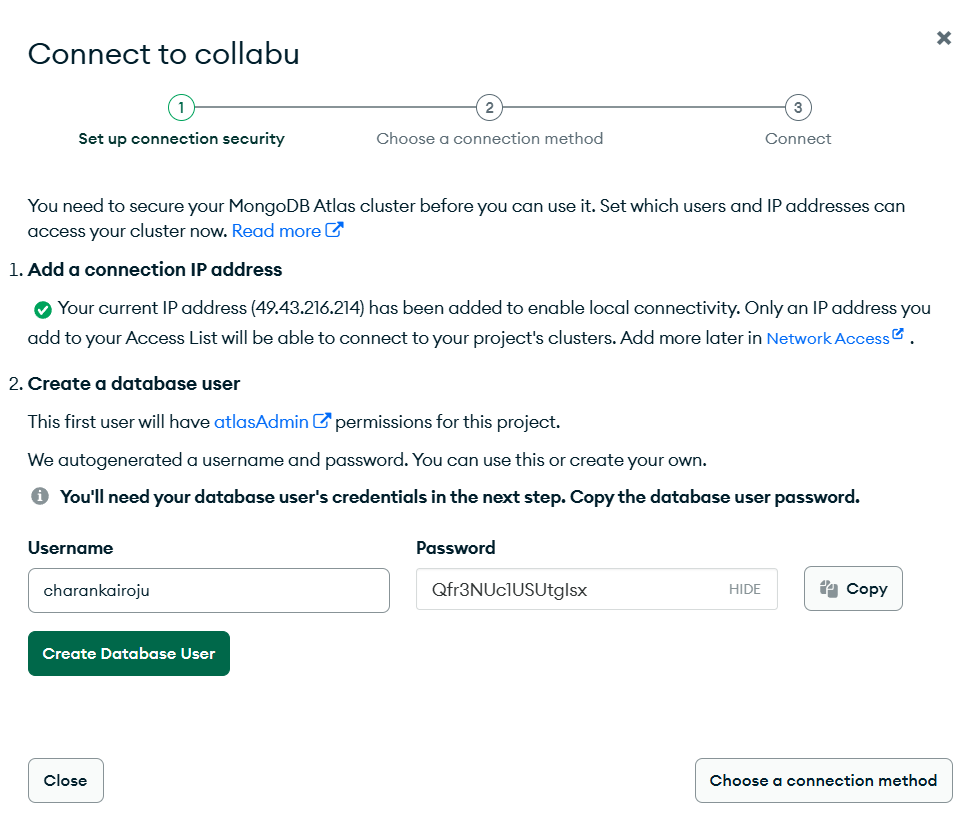 Connect to collabu
1
2
3
Set up connection security
Choose a connection method
Connect
You need to secure your MongoDB Atlas cluster before you can use it. Set which users and IP addresses can
access your cluster now. Read more
1. Add a connection IP address
Your current IP address (49.43.216.214) has been added to enable local connectivity. Only an IP address you
add to your Access List will be able to connect to your project's clusters. Add more later in Network Access .
2. Create a database user
This first user will have atlasAdmin permissions for this project.
We autogenerated a username and password. You can use this or create your own.
You'll need your database user's credentials in the next step. Copy the database user password.
Username
Password
charankairoju
Qfr3NUc1USUtgIsx
HIDE
Copy
Create Database User
Close
Choose a connection method